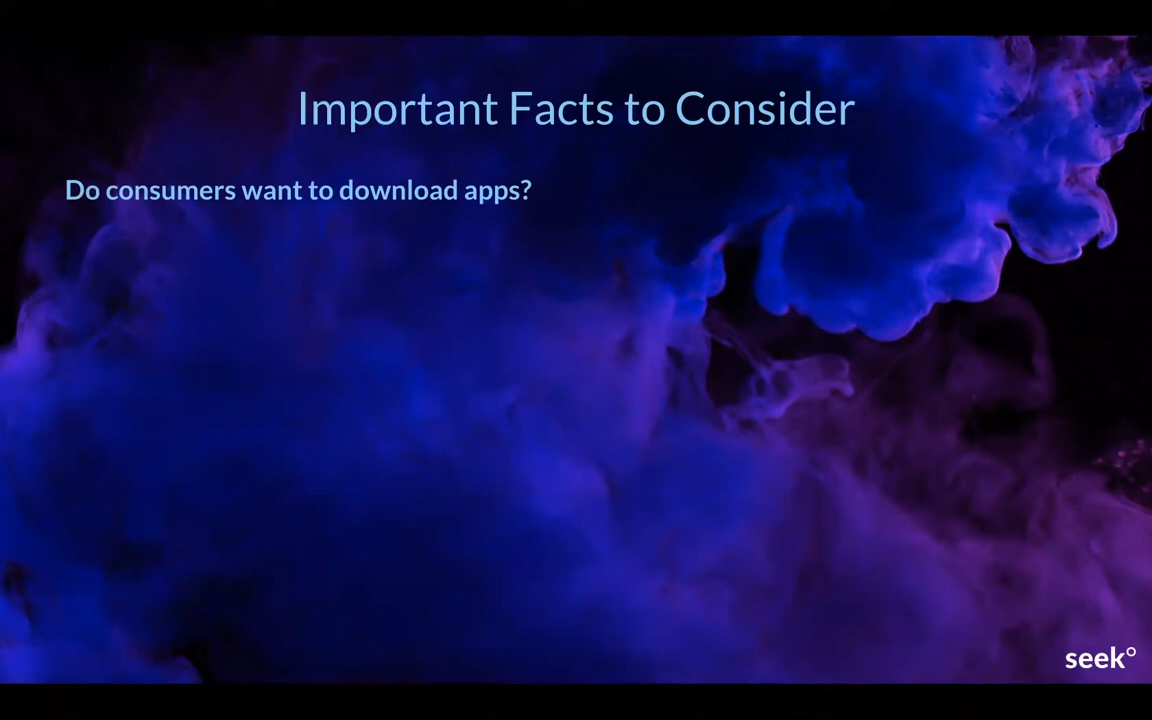 Important Facts to Consider
Do consumers want to download apps?
seek°